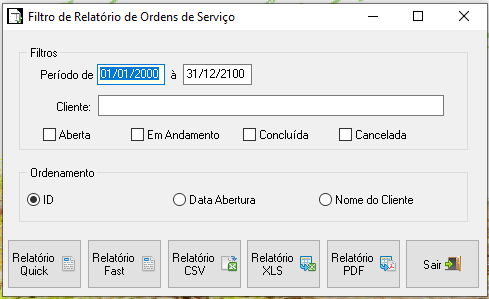 Filtro de Relatório de Ordens de Serviço
Filtros
Período de 01/01/2000 à 31/12/2100
Cliente:
Aberta Em Andamento Concluída Cancelada
Ordenamento
ID Data Abertura Nome do Cliente
Relatório Quick
Relatório Fast
Relatório CSV
Relatório XLS
Relatório PDF
Sair